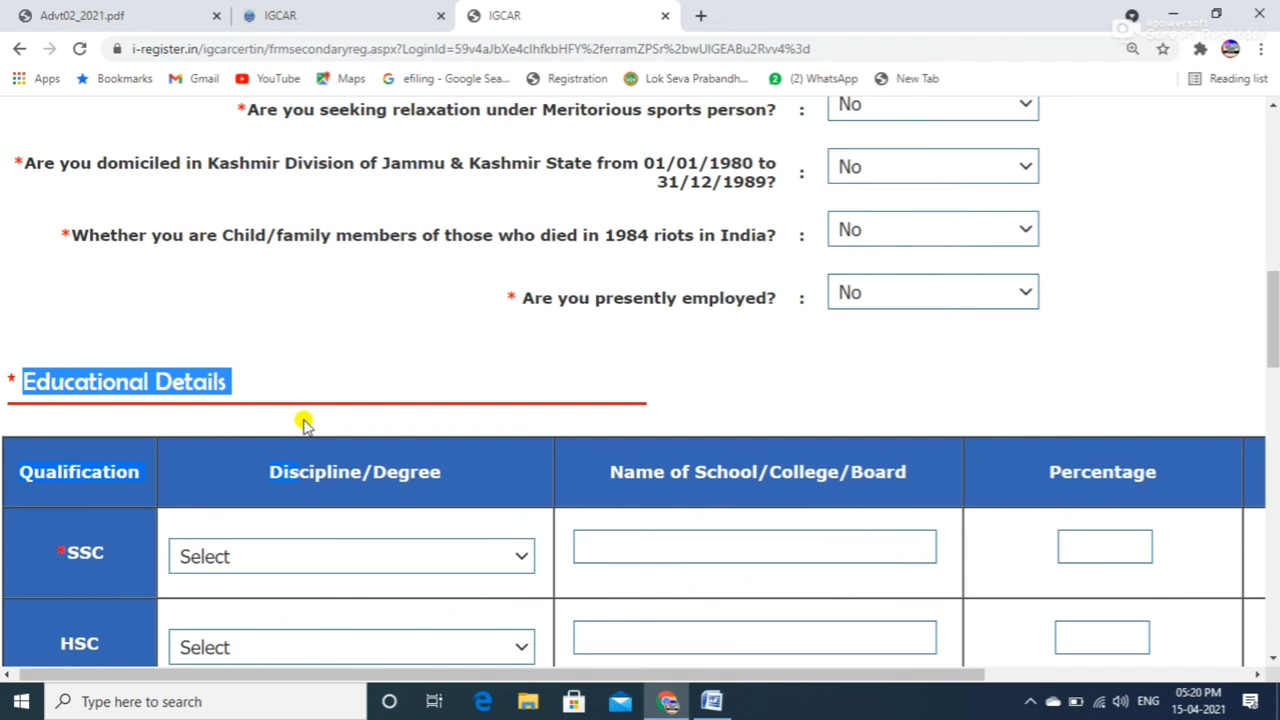 Advt02_2021.pdf
IGCAR
IGCAR
Apowersoft
Screen Recorder
i-register.in/igcarcertin/frmsecondaryreg.aspx?LoginId=59v4aJbXe4cIhfkbHFY%2ferramZPSr%2bwUIGEABu2Rvv4%3d
Apps Bookmarks Gmail YouTube Maps efiling - Google Sea... Registration Lok Seva Prabandh... (2) WhatsApp New Tab Reading list
*Are you seeking relaxation under Meritorious sports person? : No
*Are you domiciled in Kashmir Division of Jammu & Kashmir State from 01/01/1980 to
31/12/1989? : No
*Whether you are Child/family members of those who died in 1984 riots in India? : No
* Are you presently employed? : No
* Educational Details
Qualification Discipline/Degree Name of School/College/Board Percentage
*SSC Select
HSC Select
Type here to search
ENG
05:20 PM
15-04-2021